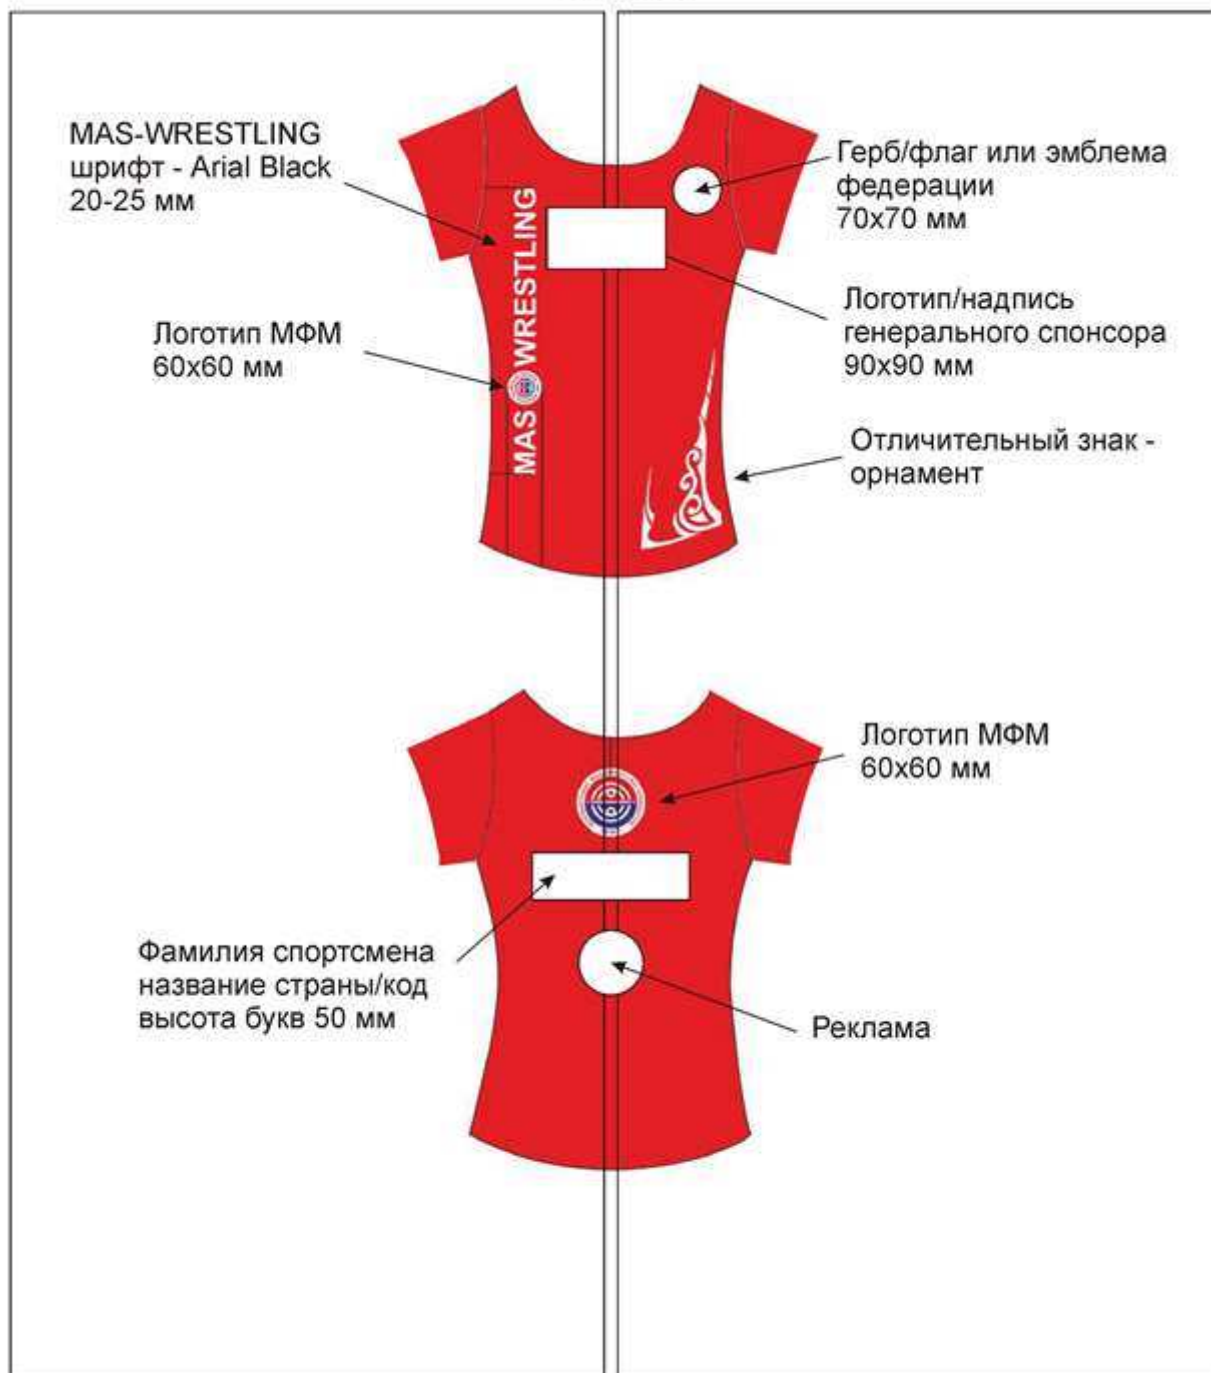 MAS-WRESTLING
шрифт - Arial Black
20-25 мм
Герб/флаг или эмблема
федерации
70х70 мм
Логотип/надпись
генерального спонсора
90х90 мм
Логотип МФМ
60х60 мм
MAS WRESTLING
Отличительный знак -
орнамент
Логотип МФМ
60х60 мм
Фамилия спортсмена
название страны/код
высота букв 50 мм
Реклама